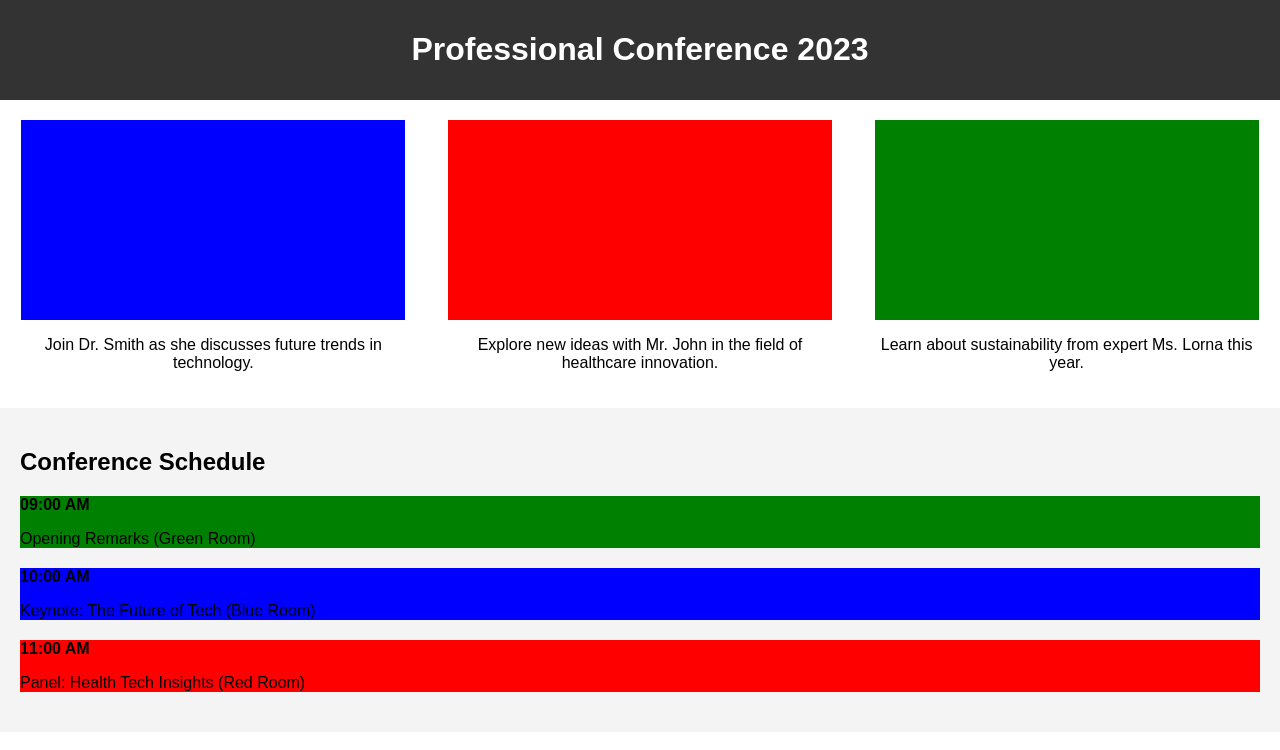 Professional Conference 2023
Join Dr. Smith as she discusses future trends in
technology.
Explore new ideas with Mr. John in the field of
healthcare innovation.
Learn about sustainability from expert Ms. Lorna this
year.
Conference Schedule
09:00 AM
Opening Remarks (Green Room)
10:00 AM
Keynote: The Future of Tech (Blue Room)
11:00 AM
Panel: Health Tech Insights (Red Room)